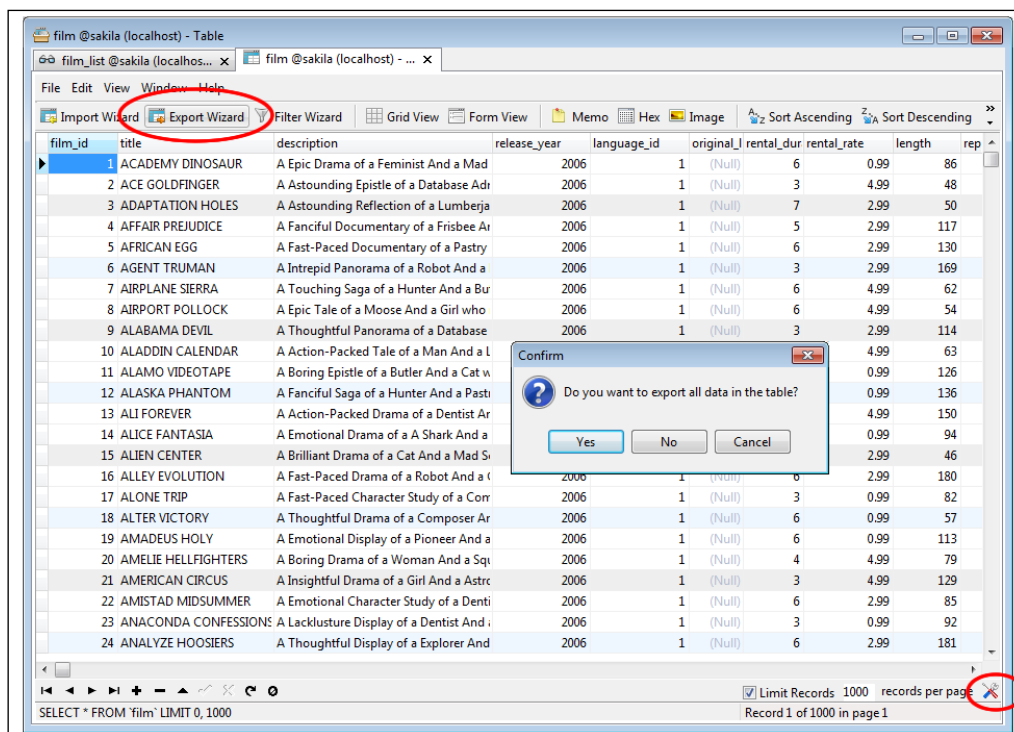 film @sakila (localhost) - Table
film_list @sakila (localhos... x film @sakila (localhost) - ... x
File Edit View Window Help
Import Wizard Export Wizard Filter Wizard Grid View Form View Memo Hex Image Sort Ascending Sort Descending »
film_id title description release_year language_id original_l rental_dur rental_rate length rep
1 ACADEMY DINOSAUR A Epic Drama of a Feminist And a Mad 2006 1 (Null) 6 0.99 86
2 ACE GOLDFINGER A Astounding Epistle of a Database Adr 2006 1 (Null) 3 4.99 48
3 ADAPTATION HOLES A Astounding Reflection of a Lumberja 2006 1 (Null) 7 2.99 50
4 AFFAIR PREJUDICE A Fanciful Documentary of a Frisbee Ar 2006 1 (Null) 5 2.99 117
5 AFRICAN EGG A Fast-Paced Documentary of a Pastry 2006 1 (Null) 6 2.99 130
6 AGENT TRUMAN A Intrepid Panorama of a Robot And a 2006 1 (Null) 3 2.99 169
7 AIRPLANE SIERRA A Touching Saga of a Hunter And a Bu 2006 1 (Null) 6 4.99 62
8 AIRPORT POLLOCK A Epic Tale of a Moose And a Girl who 2006 1 (Null) 6 4.99 54
9 ALABAMA DEVIL A Thoughtful Panorama of a Database 2006 1 (Null) 3 2.99 114
10 ALADDIN CALENDAR A Action-Packed Tale of a Man And a L 4.99 63
11 ALAMO VIDEOTAPE A Boring Epistle of a Butler And a Cat w 0.99 126
12 ALASKA PHANTOM A Fanciful Saga of a Hunter And a Pastr 0.99 136
13 ALI FOREVER A Action-Packed Drama of a Dentist Ar 4.99 150
14 ALICE FANTASIA A Emotional Drama of a A Shark And a 0.99 94
15 ALIEN CENTER A Brilliant Drama of a Cat And a Mad S 2.99 46
Confirm
Do you want to export all data in the table?
Yes No Cancel
16 ALLEY EVOLUTION A Fast-Paced Drama of a Robot And a 2006 1 (Null) 6 2.99 180
17 ALONE TRIP A Fast-Paced Character Study of a Com 2006 1 (Null) 3 0.99 82
18 ALTER VICTORY A Thoughtful Drama of a Composer Ar 2006 1 (Null) 6 0.99 57
19 AMADEUS HOLY A Emotional Display of a Pioneer And a 2006 1 (Null) 6 0.99 113
20 AMELIE HELLFIGHTERS A Boring Drama of a Woman And a Squ 2006 1 (Null) 4 4.99 79
21 AMERICAN CIRCUS A Insightful Drama of a Girl And a Astro 2006 1 (Null) 3 4.99 129
22 AMISTAD MIDSUMMER A Emotional Character Study of a Denti 2006 1 (Null) 6 2.99 85
23 ANACONDA CONFESSIONS A Lacklusture Display of a Dentist And 2006 1 (Null) 3 0.99 92
24 ANALYZE HOOSIERS A Thoughtful Display of a Explorer And 2006 1 (Null) 6 2.99 181
Limit Records 1000 records per page
SELECT * FROM `film` LIMIT 0, 1000 Record 1 of 1000 in page 1